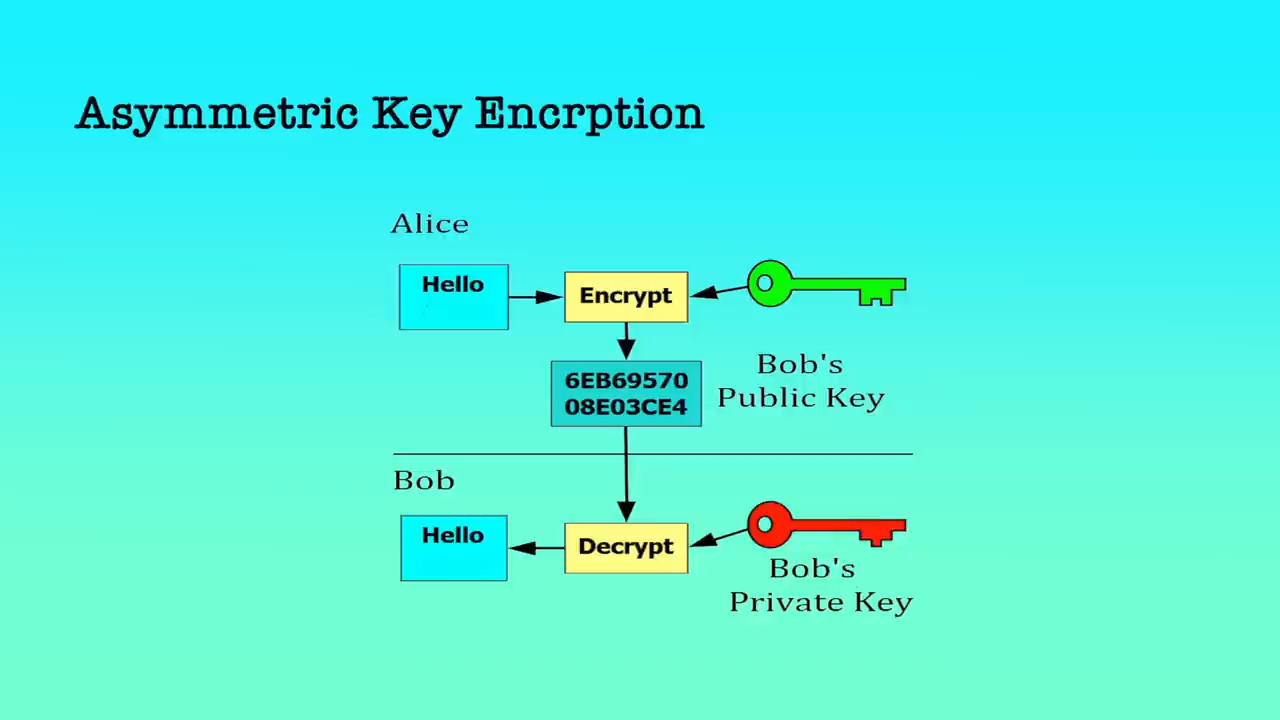 Asymmetric Key Encrption
Alice
Hello
Encrypt
6EB69570
08E03CE4
Bob's
Public Key
Bob
Hello
Decrypt
Bob's
Private Key